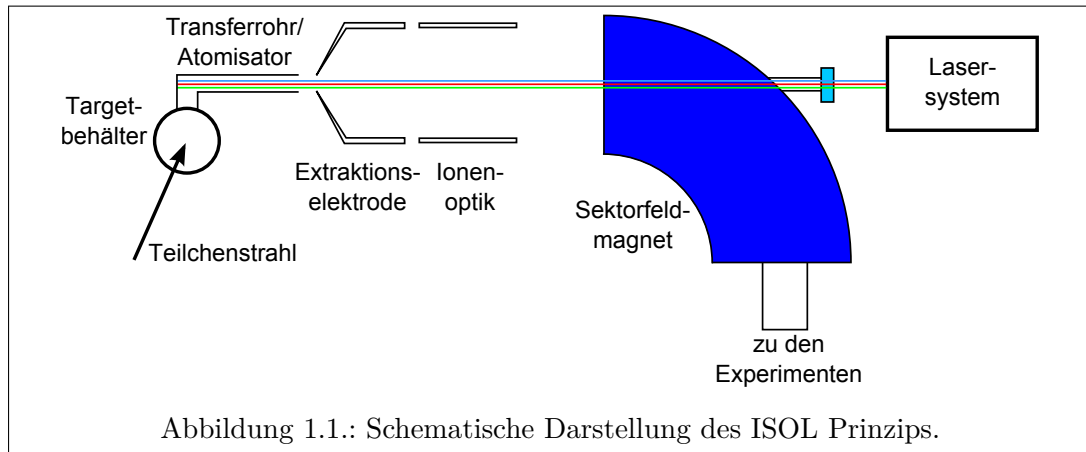 Transferrohr/
Atomisator
Target-
behälter
Teilchenstrahl
Extraktions-
elektrode
Ionen-
optik
Sektorfeld-
magnet
Laser-
system
zu den
Experimenten
Abbildung 1.1.: Schematische Darstellung des ISOL Prinzips.